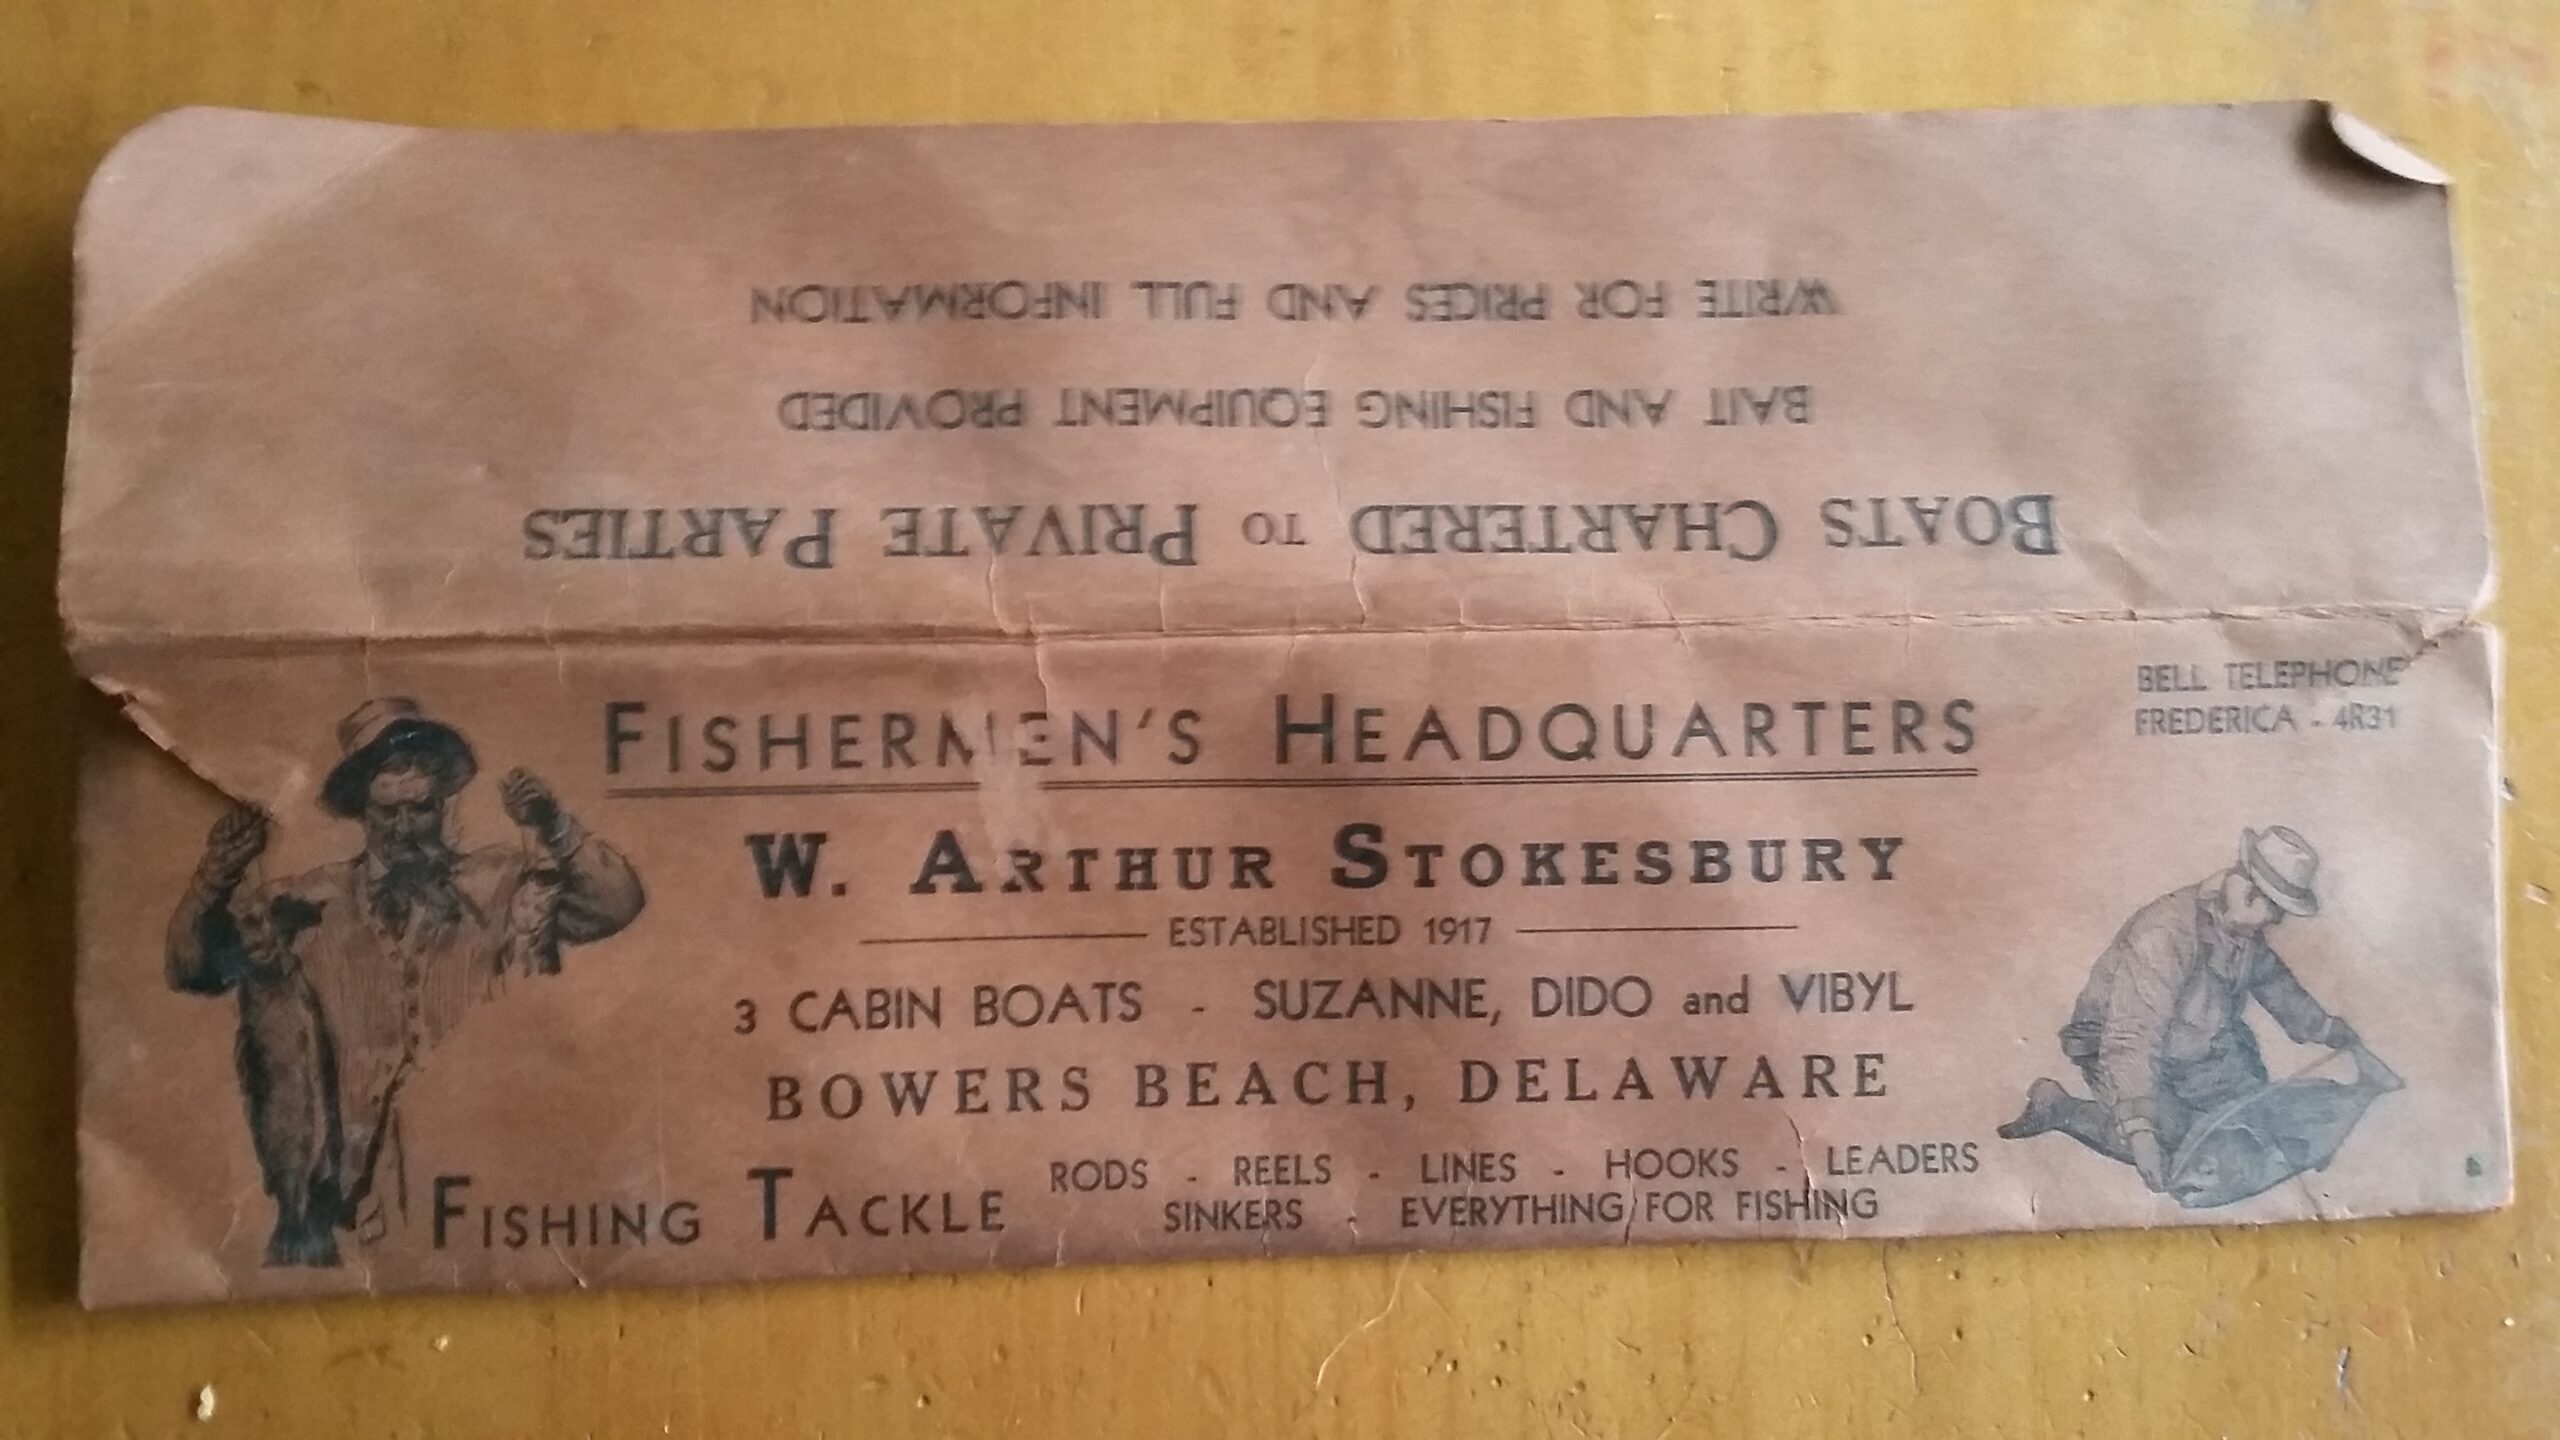 WRITE FOR PRICES AND FULL INFORMATION
BAIT AND FISHING EQUIPMENT PROVIDED
BOATS CHARTERED TO PRIVATE PARTIES
BELL TELEPHONE
FREDERICA - 4R31
FISHERMEN'S HEADQUARTERS
W. ARTHUR STOKESBURY
ESTABLISHED 1917
3 CABIN BOATS - SUZANNE, DIDO and VIBYL
BOWERS BEACH, DELAWARE
FISHING TACKLE
RODS - REELS - LINES - HOOKS - LEADERS
SINKERS - EVERYTHING FOR FISHING